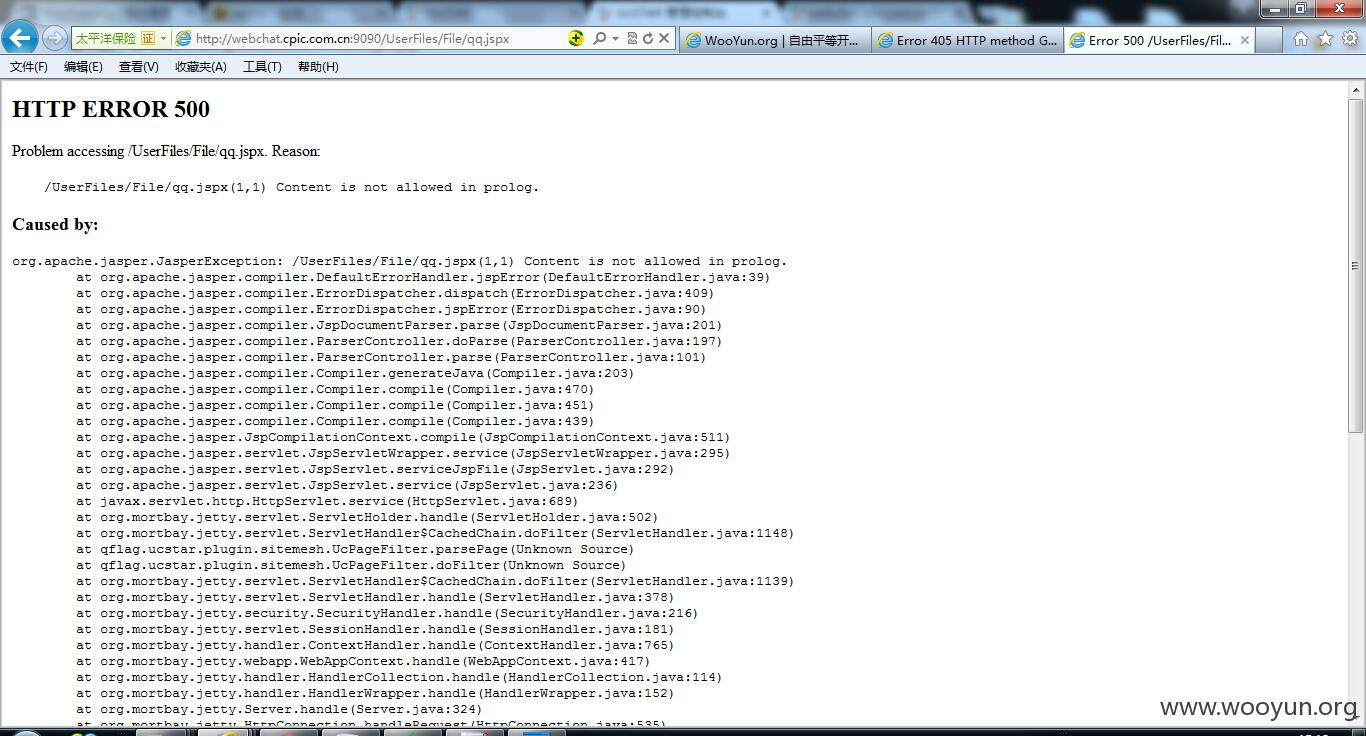 太平洋保险 证 http://webchat.cpic.com.cn:9090/UserFiles/File/qq.jspx WooYun.org | 自由平等开... Error 405 HTTP method G... Error 500 /UserFiles/Fil...
文件(F) 编辑(E) 查看(V) 收藏夹(A) 工具(T) 帮助(H)
HTTP ERROR 500
Problem accessing /UserFiles/File/qq.jspx. Reason:
/UserFiles/File/qq.jspx(1,1) Content is not allowed in prolog.
Caused by:
org.apache.jasper.JasperException: /UserFiles/File/qq.jspx(1,1) Content is not allowed in prolog.
at org.apache.jasper.compiler.DefaultErrorHandler.jspError(DefaultErrorHandler.java:39)
at org.apache.jasper.compiler.ErrorDispatcher.dispatch(ErrorDispatcher.java:409)
at org.apache.jasper.compiler.ErrorDispatcher.jspError(ErrorDispatcher.java:90)
at org.apache.jasper.compiler.JspDocumentParser.parse(JspDocumentParser.java:201)
at org.apache.jasper.compiler.ParserController.doParse(ParserController.java:197)
at org.apache.jasper.compiler.ParserController.parse(ParserController.java:101)
at org.apache.jasper.compiler.Compiler.generateJava(Compiler.java:203)
at org.apache.jasper.compiler.Compiler.compile(Compiler.java:470)
at org.apache.jasper.compiler.Compiler.compile(Compiler.java:451)
at org.apache.jasper.compiler.Compiler.compile(Compiler.java:439)
at org.apache.jasper.JspCompilationContext.compile(JspCompilationContext.java:511)
at org.apache.jasper.servlet.JspServletWrapper.service(JspServletWrapper.java:295)
at org.apache.jasper.servlet.JspServlet.serviceJspFile(JspServlet.java:292)
at org.apache.jasper.servlet.JspServlet.service(JspServlet.java:236)
at javax.servlet.http.HttpServlet.service(HttpServlet.java:689)
at org.mortbay.jetty.servlet.ServletHolder.handle(ServletHolder.java:502)
at org.mortbay.jetty.servlet.ServletHandler$CachedChain.doFilter(ServletHandler.java:1148)
at qflag.ucstar.plugin.sitemesh.UcPageFilter.parsePage(Unknown Source)
at qflag.ucstar.plugin.sitemesh.UcPageFilter.doFilter(Unknown Source)
at org.mortbay.jetty.servlet.ServletHandler$CachedChain.doFilter(ServletHandler.java:1139)
at org.mortbay.jetty.servlet.ServletHandler.handle(ServletHandler.java:378)
at org.mortbay.jetty.security.SecurityHandler.handle(SecurityHandler.java:216)
at org.mortbay.jetty.servlet.SessionHandler.handle(SessionHandler.java:181)
at org.mortbay.jetty.handler.ContextHandler.handle(ContextHandler.java:765)
at org.mortbay.jetty.webapp.WebAppContext.handle(WebAppContext.java:417)
at org.mortbay.jetty.handler.HandlerCollection.handle(HandlerCollection.java:114)
at org.mortbay.jetty.handler.HandlerWrapper.handle(HandlerWrapper.java:152)
at org.mortbay.jetty.Server.handle(Server.java:324)
at org.mortbay.jetty.HttpConnection.handleRequest(HttpConnection.java:535)
www.wooyun.org